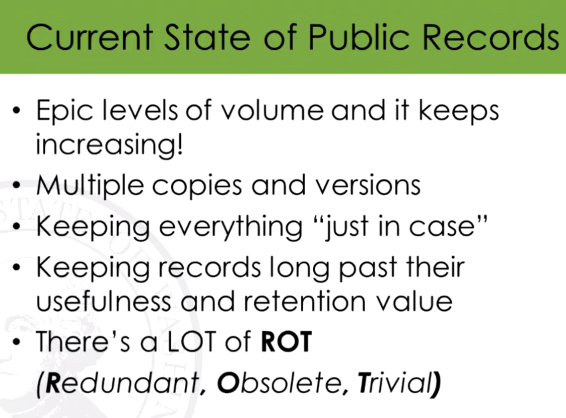 Current State of Public Records
• Epic levels of volume and it keeps
increasing!
• Multiple copies and versions
• Keeping everything “just in case”
• Keeping records long past their
usefulness and retention value
• There’s a LOT of ROT
(Redundant, Obsolete, Trivial)